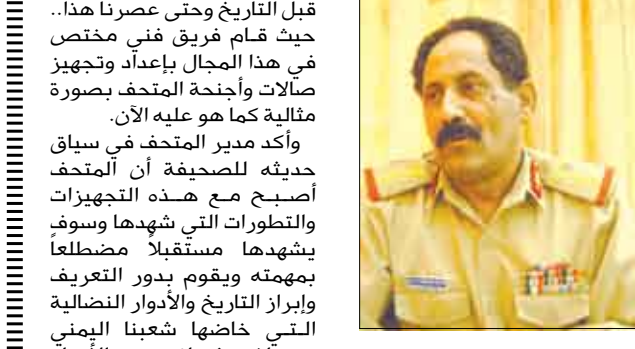 قبل التاريخ وحتى عصرنا هذا..
حيث قام فريق فني مختص
في هذا المجال بإعداد وتجهيز
صالات وأجنحة المتحف بصورة
مثالية كما هو عليه الآن.
وأكد مدير المتحف في سياق
حديثه للصحيفة أن المتحف
أصبح مع هذه التجهيزات
والتطورات التي شهدها وسوف
يشهدها مستقبلاً مضطلعاً
بمهمته ويقوم بدور التعريف
وإبراز التاريخ والأدوار النضالية
التي خاضها شعبنا اليمني